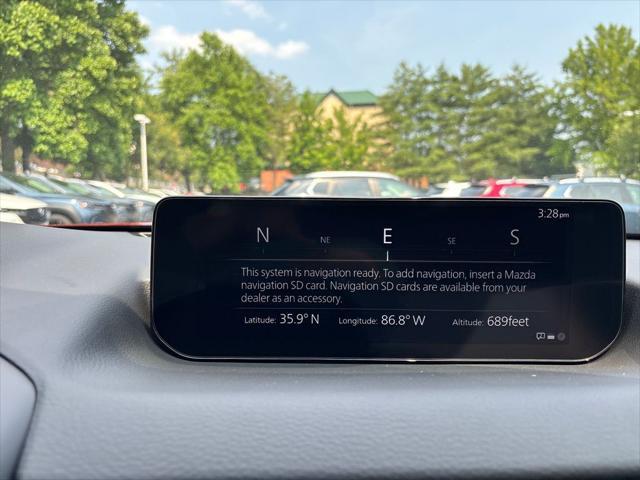 3:28pm
N NE E SE S
This system is navigation ready. To add navigation, insert a Mazda
navigation SD card. Navigation SD cards are available from your
dealer as an accessory.
Latitude: 35.9° N Longitude: 86.8° W Altitude: 689feet